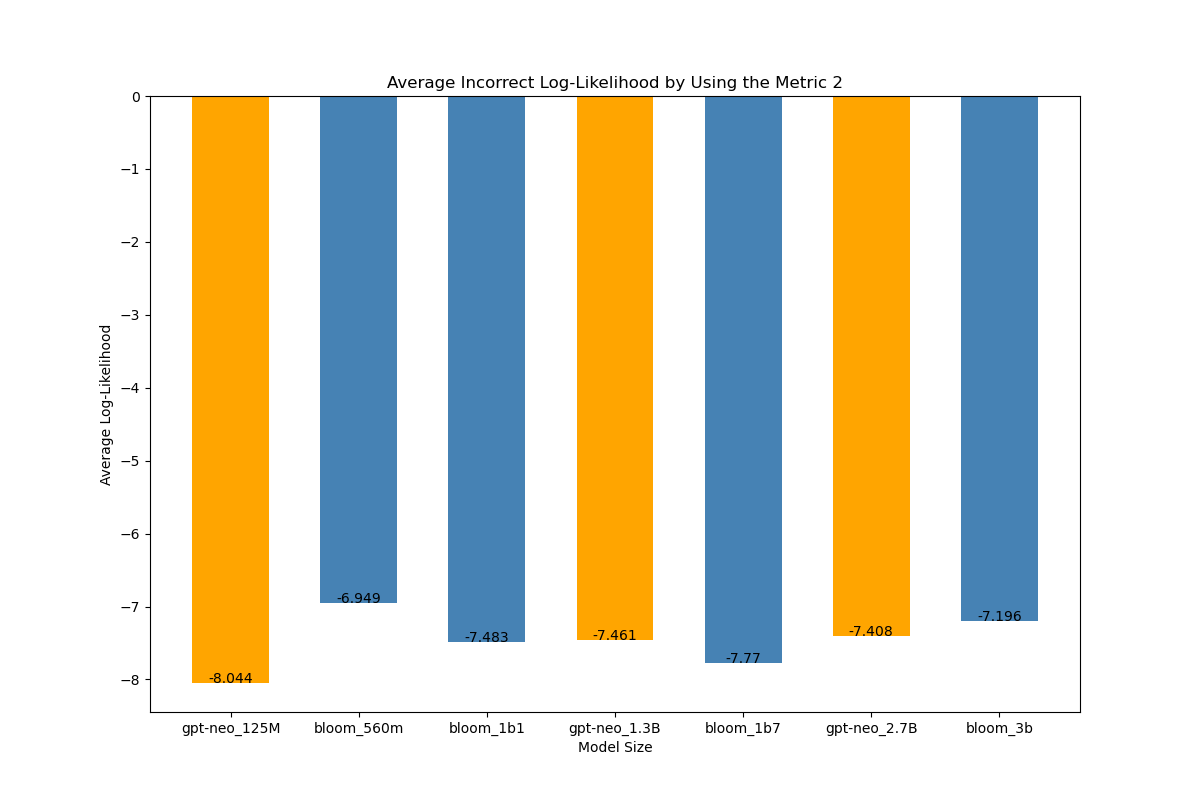 Average Incorrect Log-Likelihood by Using the Metric 2
0
−1
−2
−3
−4
−5
−6
−7
−8
Average Log-Likelihood
-8.044
-6.949
-7.483
-7.461
-7.77
-7.408
-7.196
gpt-neo_125M
bloom_560m
bloom_1b1
gpt-neo_1.3B
bloom_1b7
gpt-neo_2.7B
bloom_3b
Model Size